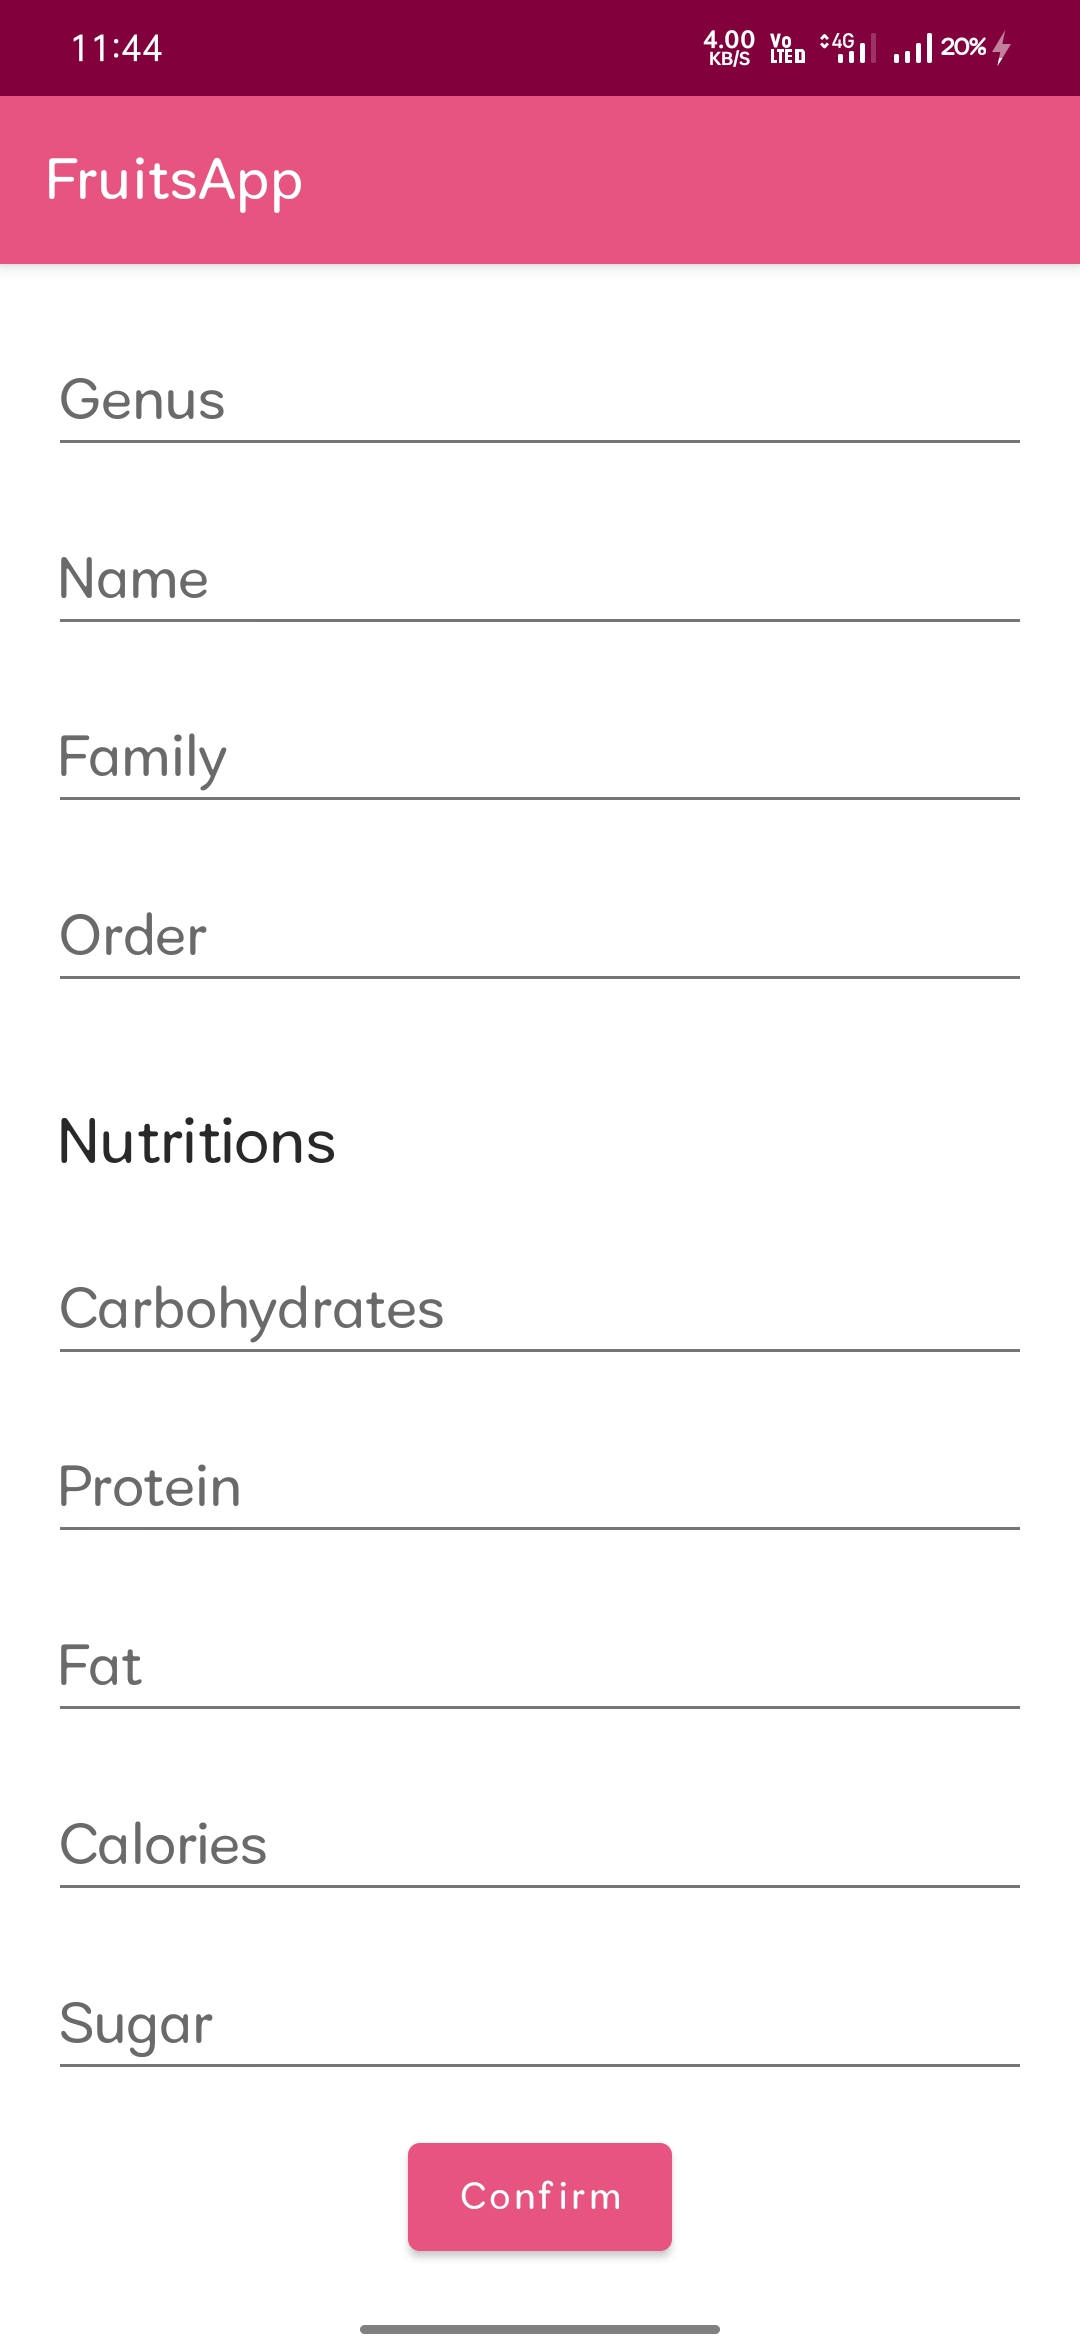 11:44
4.00 KB/S
Vo LTE D 4G 20%
FruitsApp
Genus
Name
Family
Order
Nutritions
Carbohydrates
Protein
Fat
Calories
Sugar
Confirm